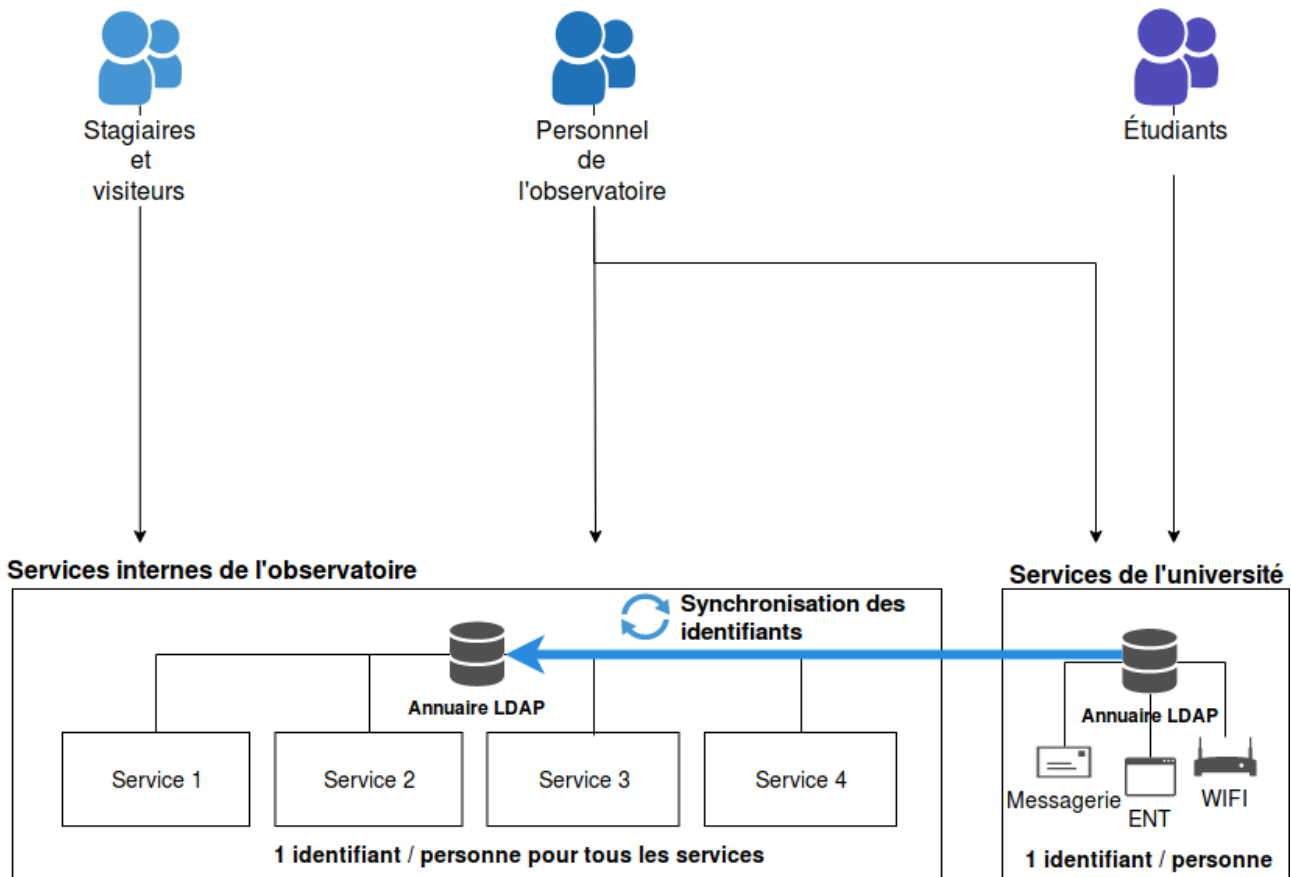 Stagiaires
et
visiteurs
Personnel
de
l'observatoire
Étudiants
Services internes de l'observatoire
Services de l'université
Synchronisation des
identifiants
Annuaire LDAP
Annuaire LDAP
Service 1
Service 2
Service 3
Service 4
Messagerie
ENT
WIFI
1 identifiant / personne pour tous les services
1 identifiant / personne